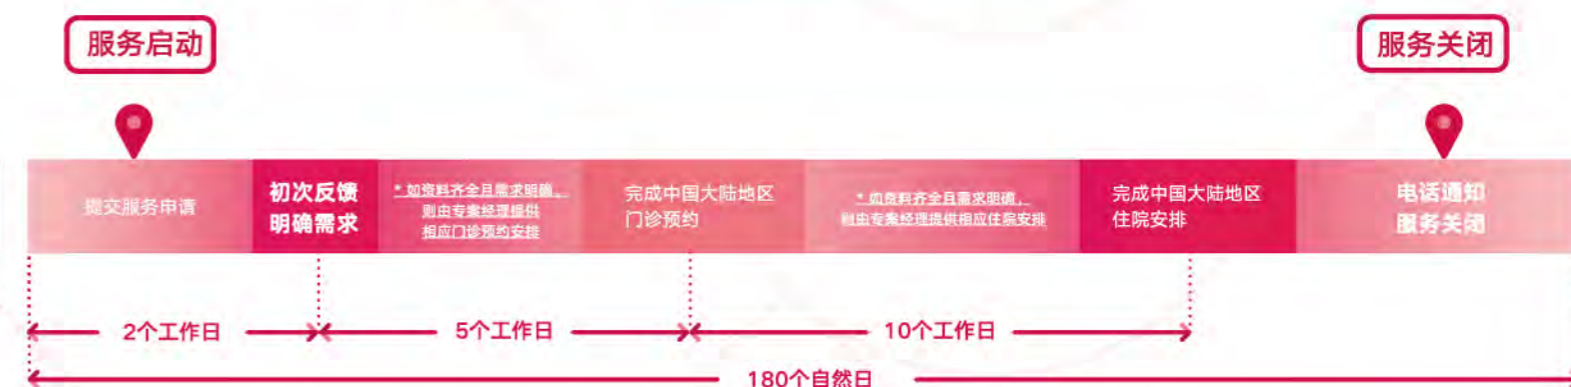 服务启动
服务关闭
提交服务申请
初次反馈
明确需求
* 如资料齐全且需求明确，
则由专案经理提供
相应门诊预约安排
完成中国大陆地区
门诊预约
* 如资料齐全且需求明确，
则由专案经理提供相应住院安排
完成中国大陆地区
住院安排
电话通知
服务关闭
2个工作日
5个工作日
10个工作日
180个自然日